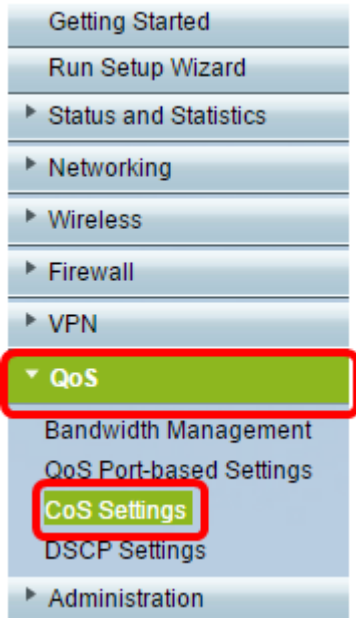 Getting Started
Run Setup Wizard
Status and Statistics
Networking
Wireless
Firewall
VPN
QoS
Bandwidth Management
QoS Port-based Settings
CoS Settings
DSCP Settings
Administration